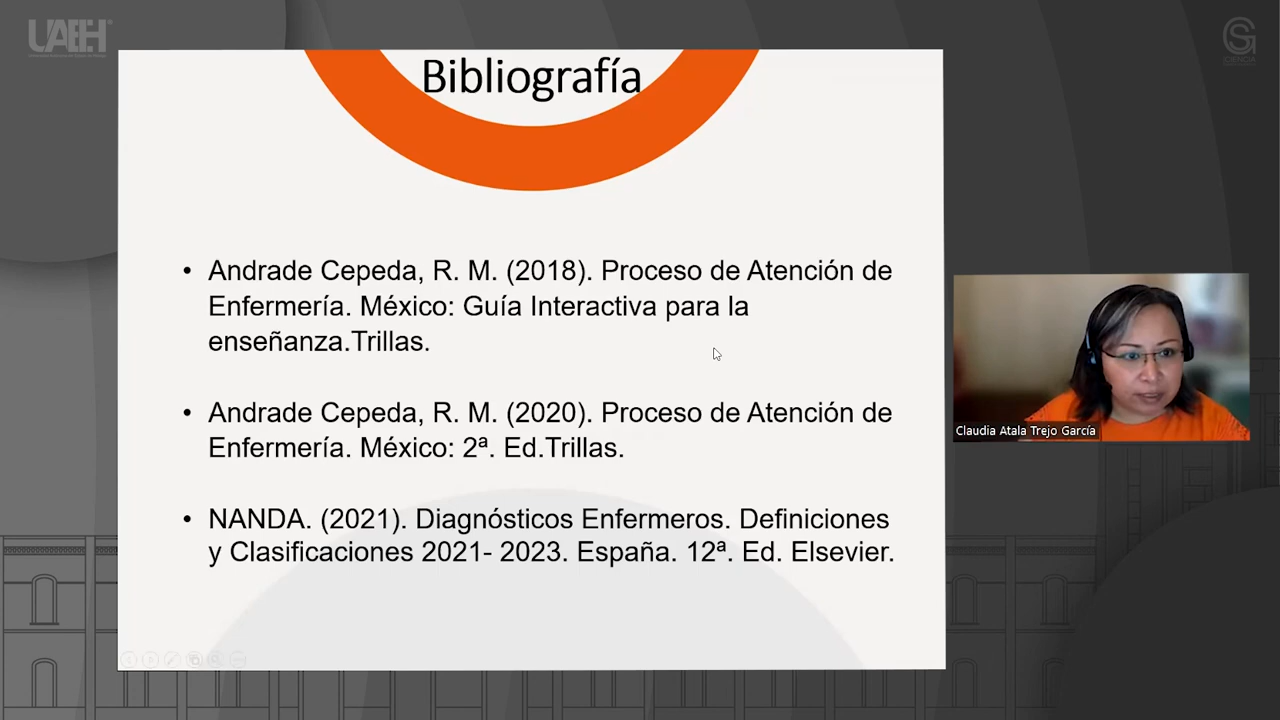 UAEH
Bibliografía
• Andrade Cepeda, R. M. (2018). Proceso de Atención de
Enfermería. México: Guía Interactiva para la
enseñanza.Trillas.
• Andrade Cepeda, R. M. (2020). Proceso de Atención de
Enfermería. México: 2ª. Ed.Trillas.
• NANDA. (2021). Diagnósticos Enfermeros. Definiciones
y Clasificaciones 2021- 2023. España. 12ª. Ed. Elsevier.
Claudia Atala Trejo García